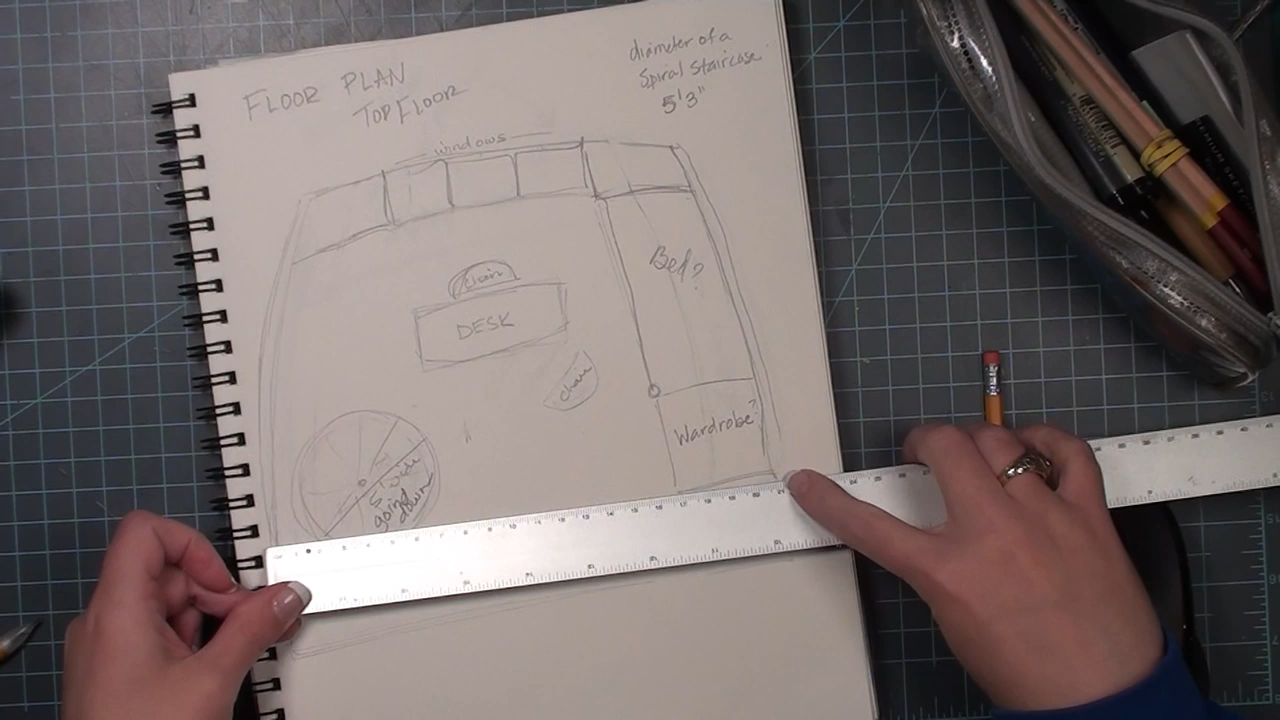 FLOOR PLAN
TOP FLOOR
diameter of a
Spiral Staircase
5'3"
windows
chair
DESK
Bed?
chair
Wardrobe?
5' wide
going
down